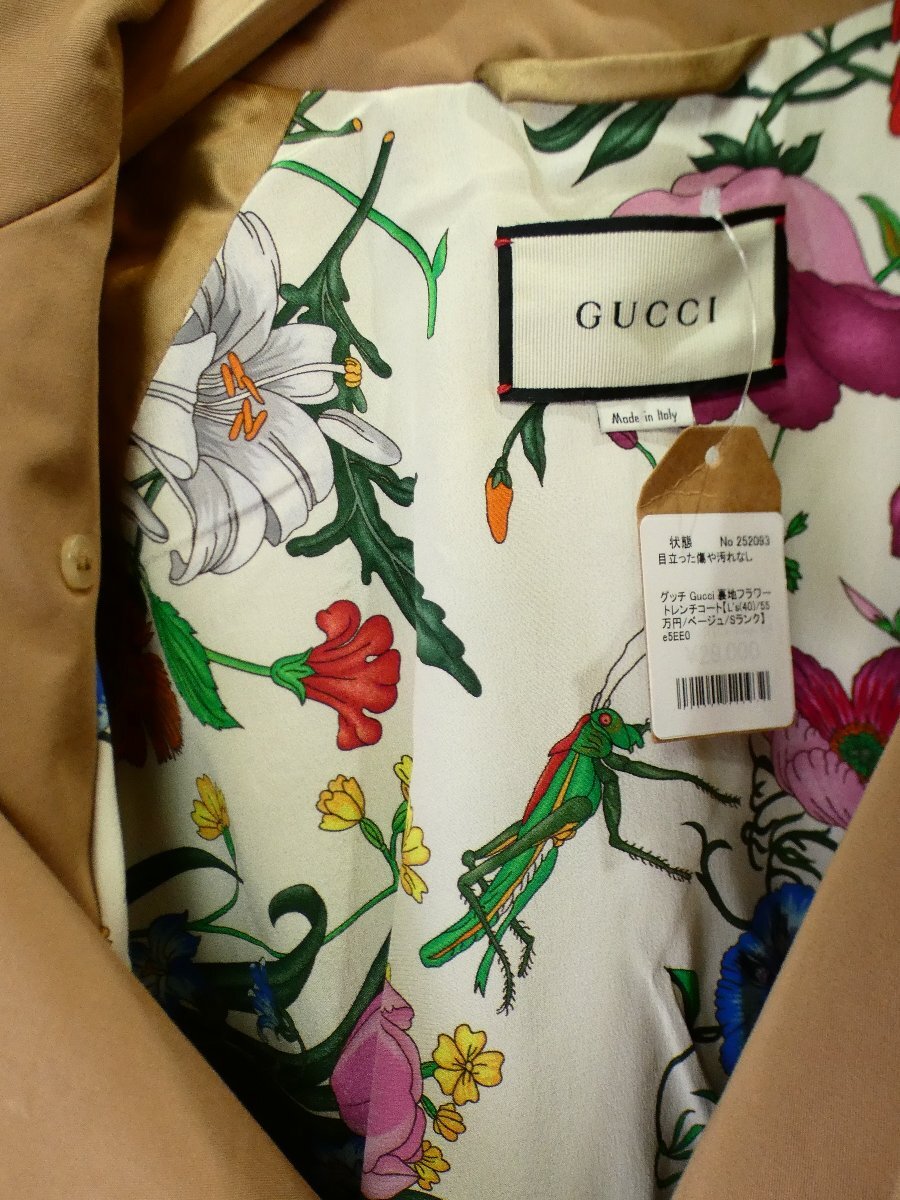 GUCCI
Made in Italy
状態 No 252093
目立った傷や汚れなし
グッチ Gucci 裏地フラワー
トレンチコート【L's(40)/55
万円/ベージュ/Sランク】
e5EE0